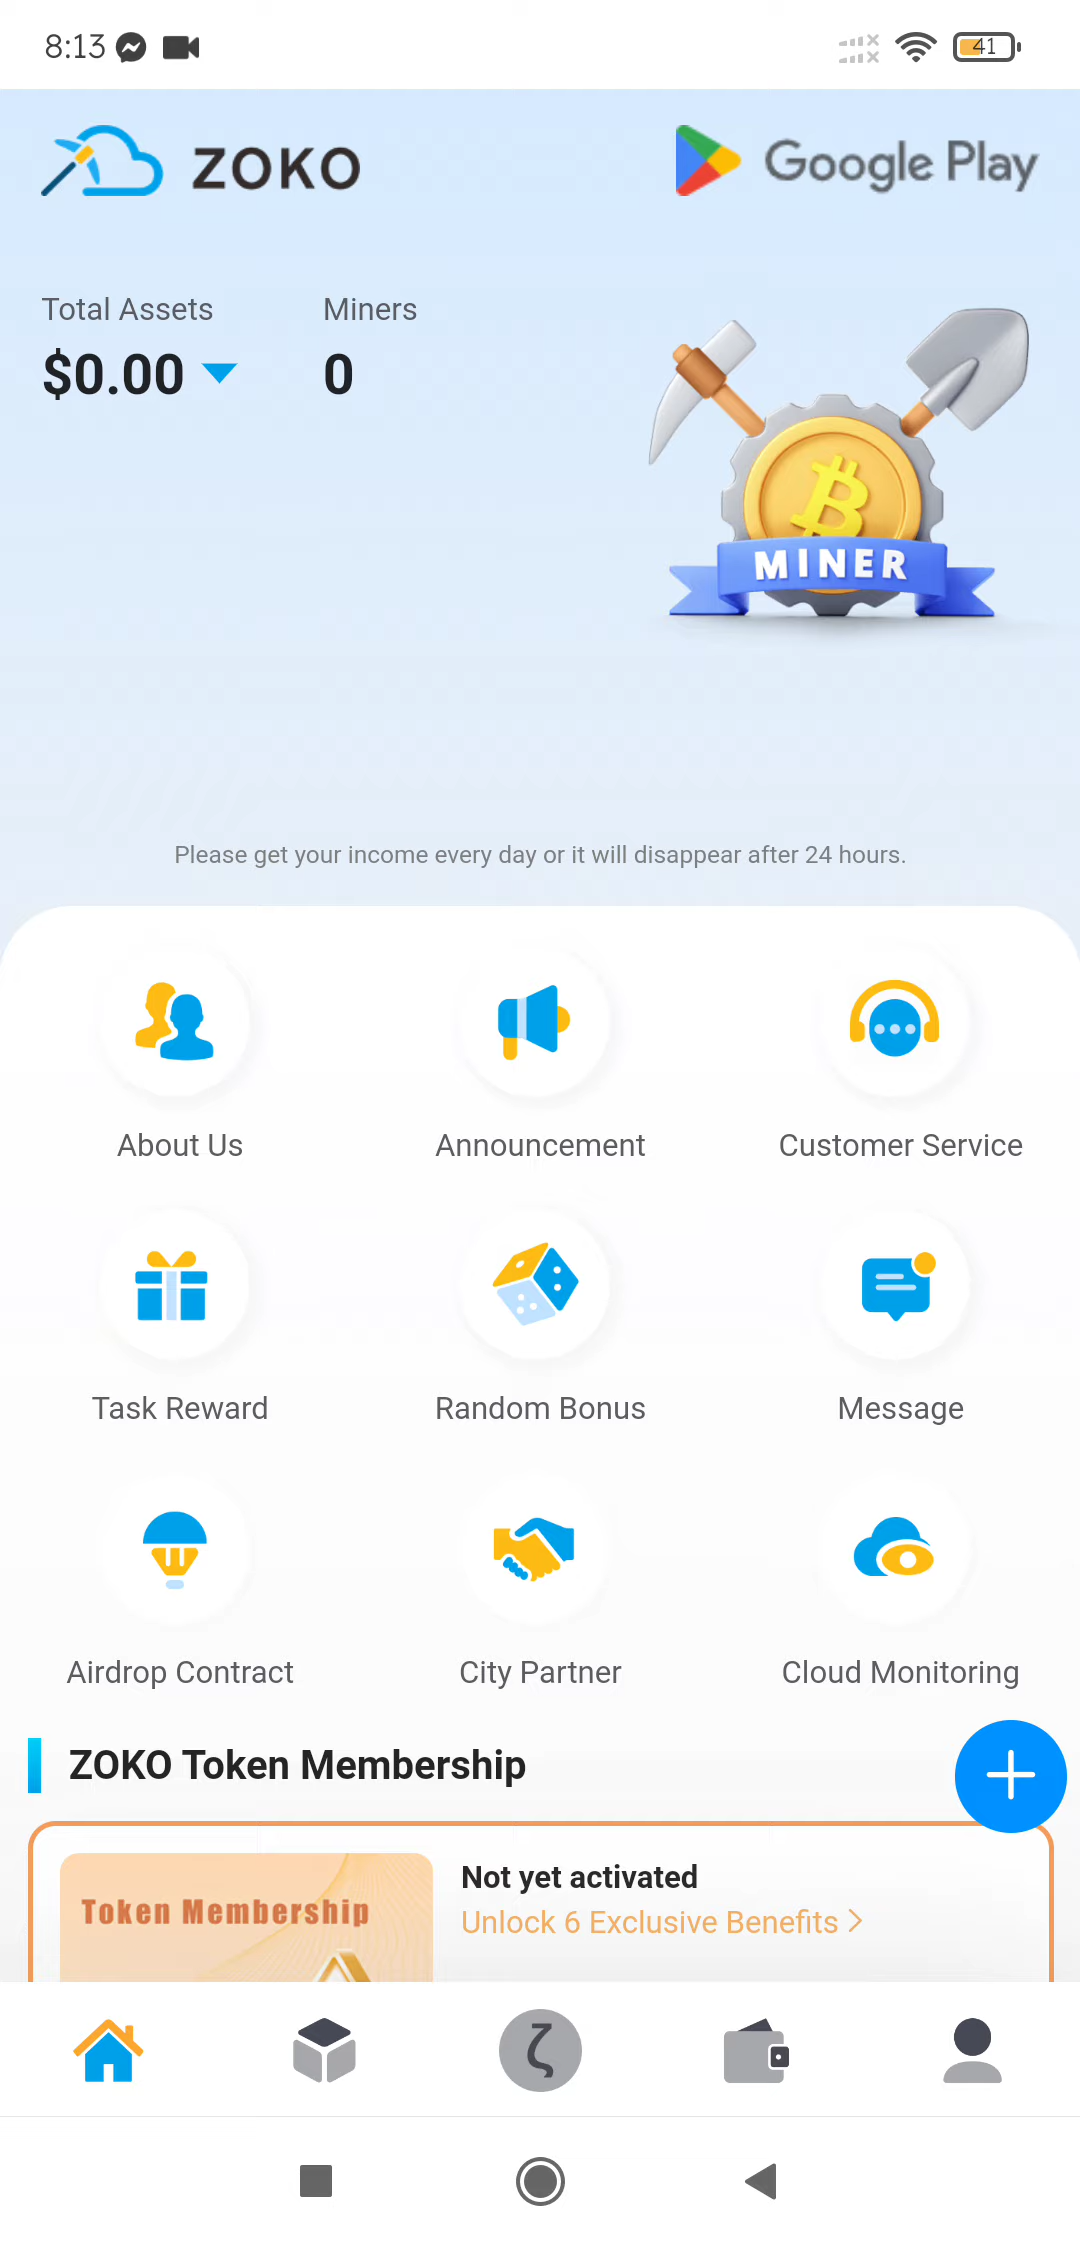 8:13
41
ZOKO
Google Play
Total Assets
Miners
$0.00
0
MINER
Please get your income every day or it will disappear after 24 hours.
About Us
Announcement
Customer Service
Task Reward
Random Bonus
Message
Airdrop Contract
City Partner
Cloud Monitoring
ZOKO Token Membership
Token Membership
Not yet activated
Unlock 6 Exclusive Benefits
ζ